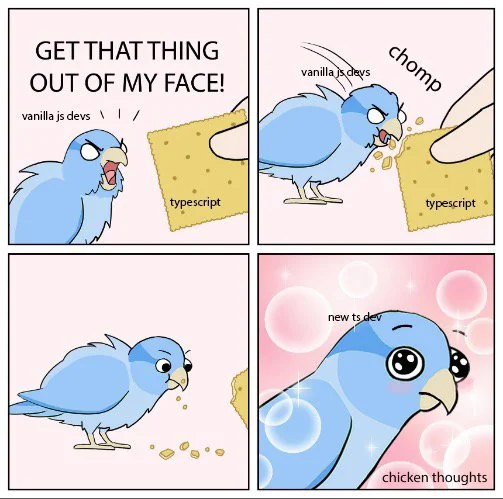 GET THAT THING
OUT OF MY FACE!
vanilla js devs
typescript
vanilla js devs
chomp
typescript
new ts dev
chicken thoughts